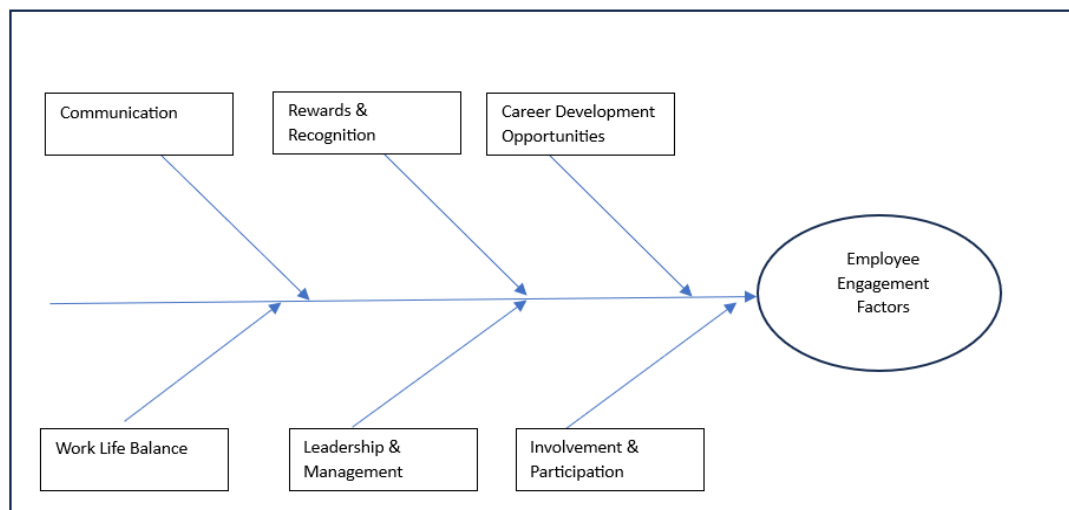 Communication
Rewards &
Recognition
Career Development
Opportunities
Employee
Engagement
Factors
Work Life Balance
Leadership &
Management
Involvement &
Participation